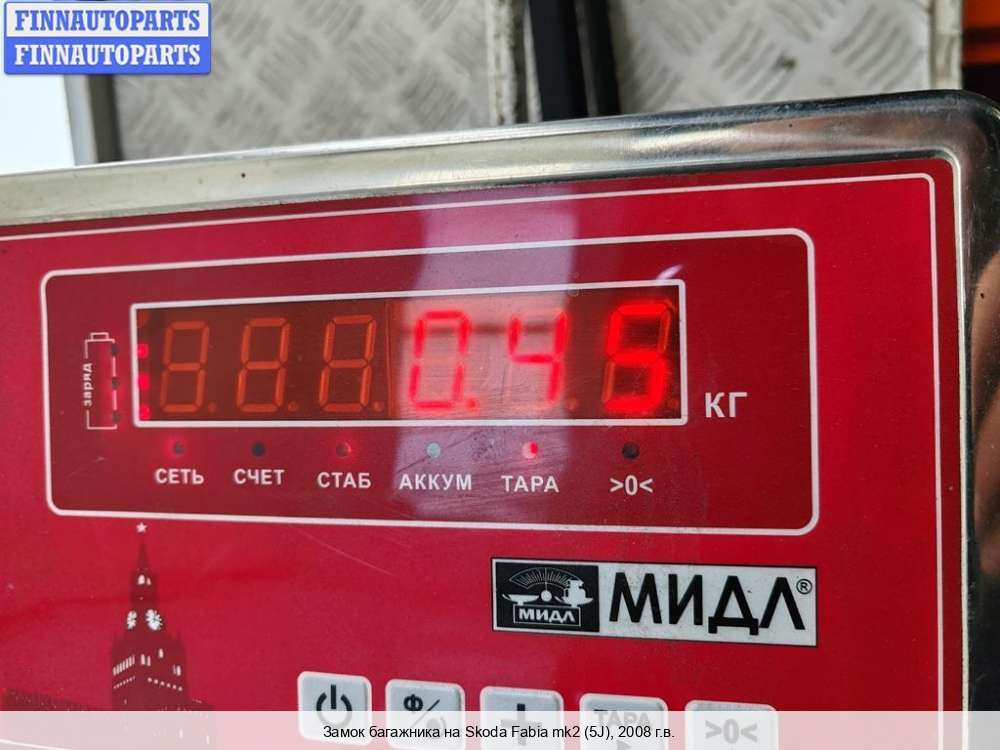 FINNAUTOPARTS
FINNAUTOPARTS
заряд
0.45
КГ
СЕТЬ СЧЕТ СТАБ АККУМ ТАРА >0<
МИДЛ МИДЛ®
Ф/
+
ТАРА
>0<
Замок багажника на Skoda Fabia mk2 (5J), 2008 г.в.